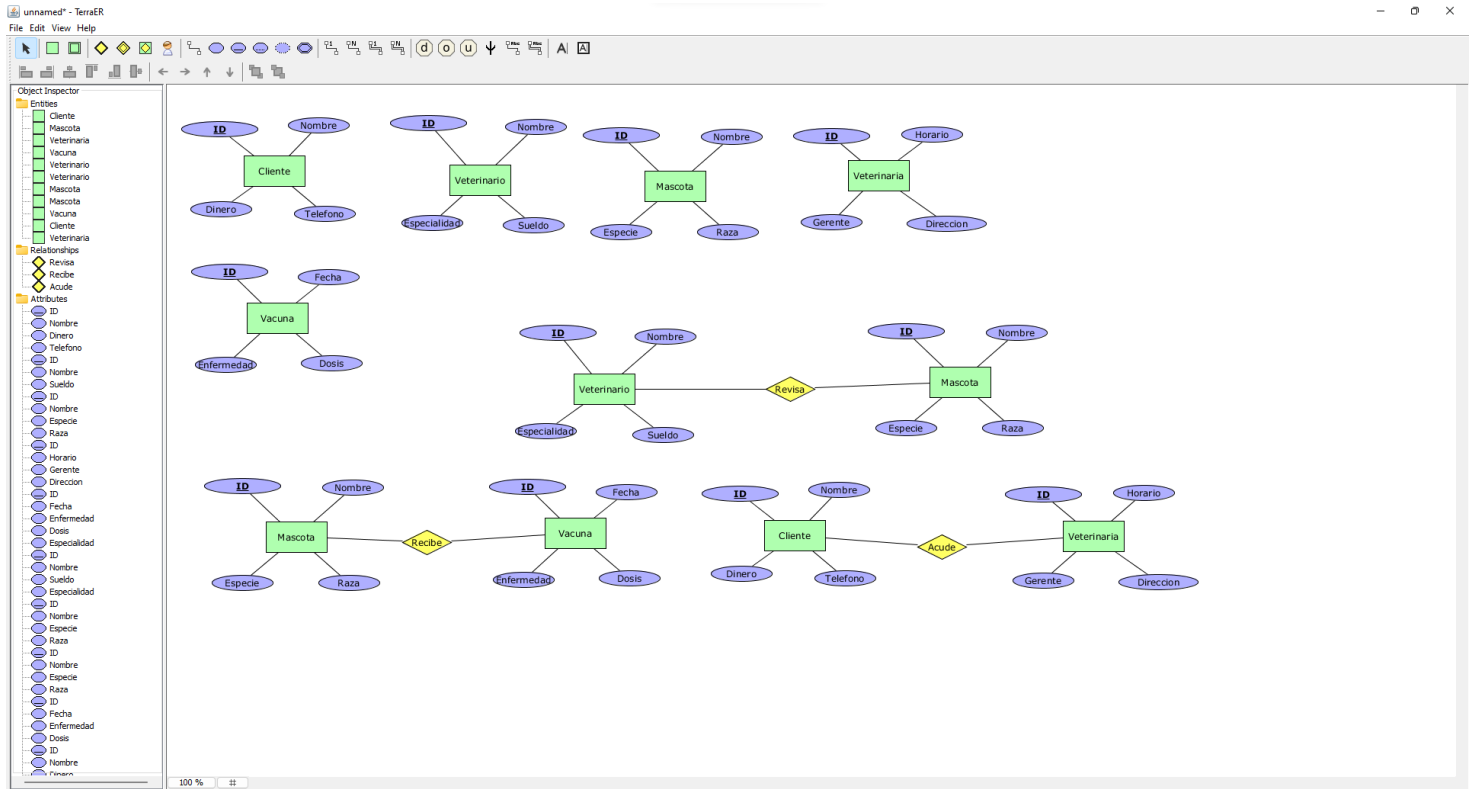 unnamed* - TerraER
File Edit View Help
1 N 1 N d o u Mbc Mbc A A
Object Inspector
Entities
Cliente
Mascota
Veterinaria
Vacuna
Veterinario
Veterinario
Mascota
Mascota
Vacuna
Cliente
Veterinaria
Relationships
Revisa
Recibe
Acude
Attributes
ID
Nombre
Dinero
Telefono
ID
Nombre
Sueldo
ID
Nombre
Especie
Raza
ID
Horario
Gerente
Direccion
ID
Fecha
Enfermedad
Dosis
Especialidad
ID
Nombre
Sueldo
Especialidad
ID
Nombre
Especie
Raza
ID
Nombre
Especie
Raza
ID
Fecha
Enfermedad
Dosis
ID
Nombre
Dinero
ID Nombre
Cliente
Dinero Telefono
ID Nombre
Veterinario
Especialidad Sueldo
ID Nombre
Mascota
Especie Raza
ID Horario
Veterinaria
Gerente Direccion
ID Fecha
Vacuna
Enfermedad Dosis
ID Nombre
Veterinario
Especialidad Sueldo
Revisa
ID Nombre
Mascota
Especie Raza
ID Nombre
Mascota
Especie Raza
Recibe
ID Fecha
Vacuna
Enfermedad Dosis
ID Nombre
Cliente
Dinero Telefono
Acude
ID Horario
Veterinaria
Gerente Direccion
100 % #